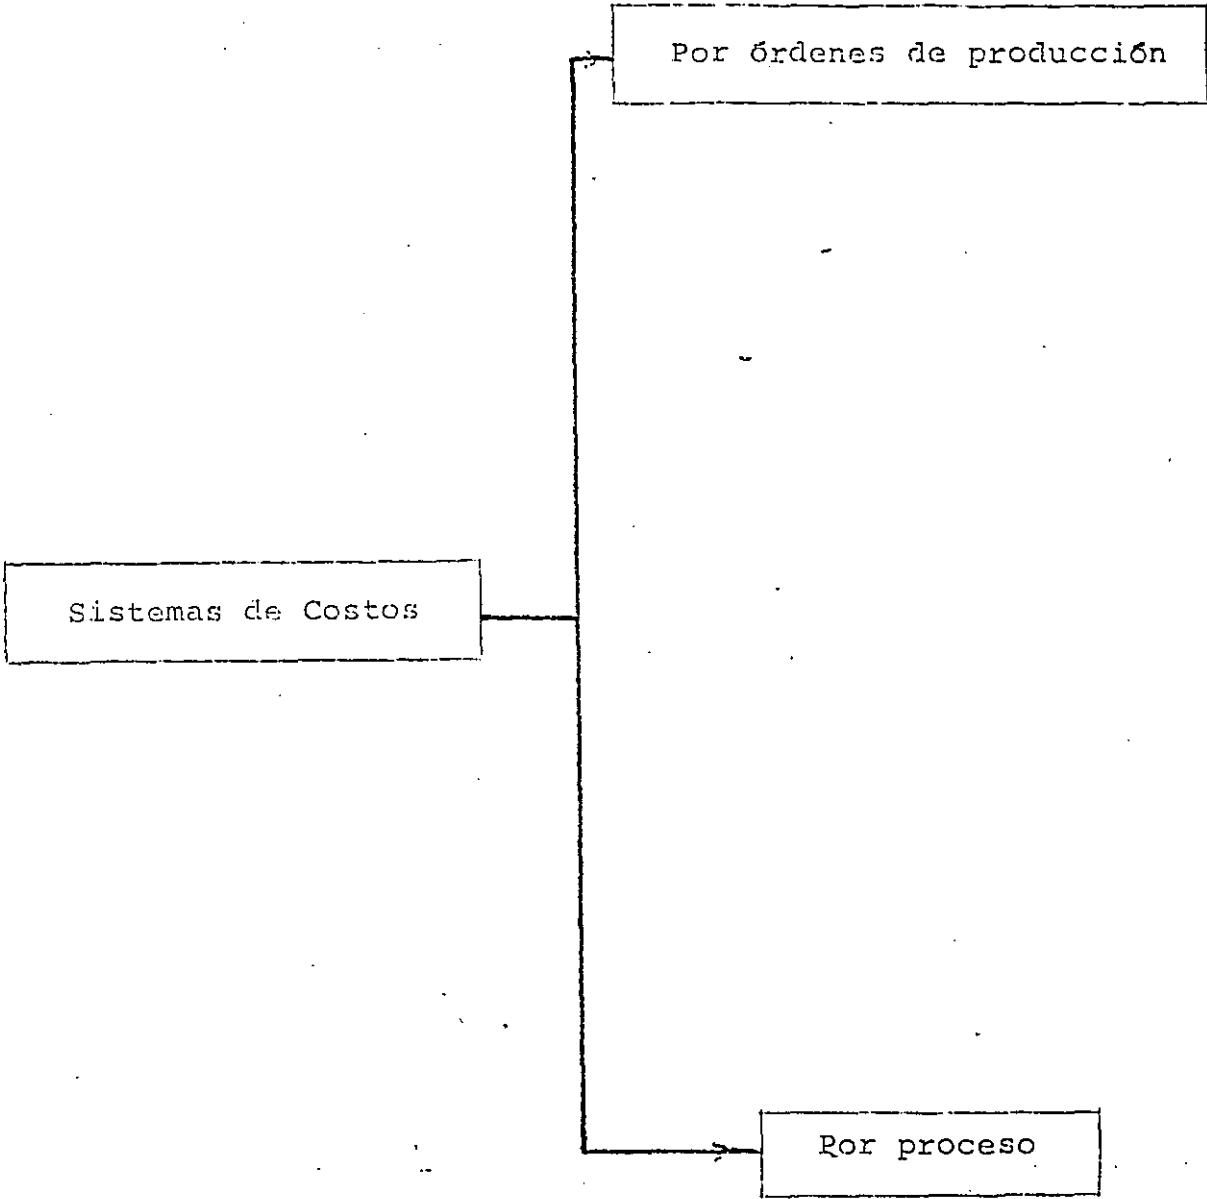 Por órdenes de producción
Sistemas de Costos
Por proceso